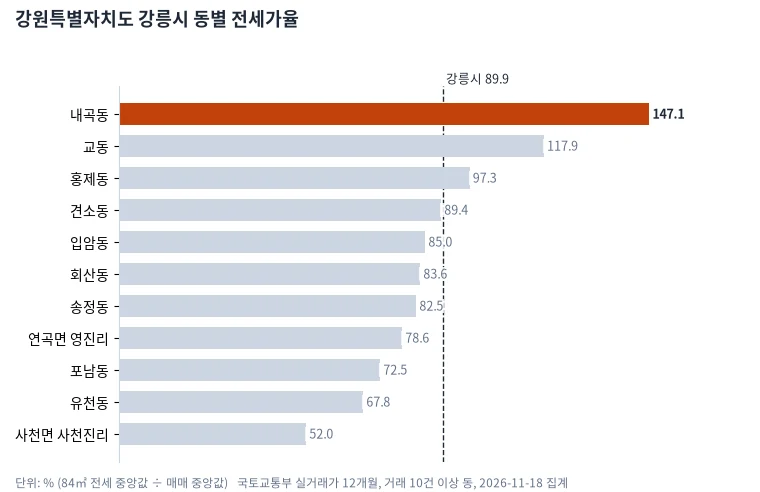 강원특별자치도 강릉시 동별 전세가율
강릉시 89.9
내곡동 147.1
교동 117.9
홍제동 97.3
견소동 89.4
입암동 85.0
회산동 83.6
송정동 82.5
연곡면 영진리 78.6
포남동 72.5
유천동 67.8
사천면 사천진리 52.0
단위: % (84㎡ 전세 중앙값 ÷ 매매 중앙값) 국토교통부 실거래가 12개월, 거래 10건 이상 동, 2026-11-18 집계